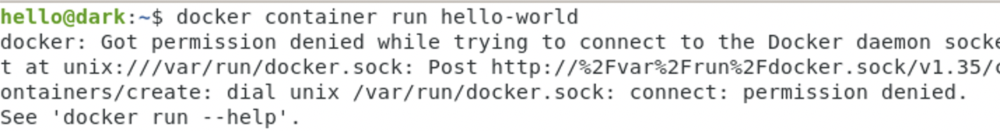 hello@dark:~$ docker container run hello-world
docker: Got permission denied while trying to connect to the Docker daemon socke
t at unix:///var/run/docker.sock: Post http://%2Fvar%2Frun%2Fdocker.sock/v1.35/c
ontainers/create: dial unix /var/run/docker.sock: connect: permission denied.
See 'docker run --help'.